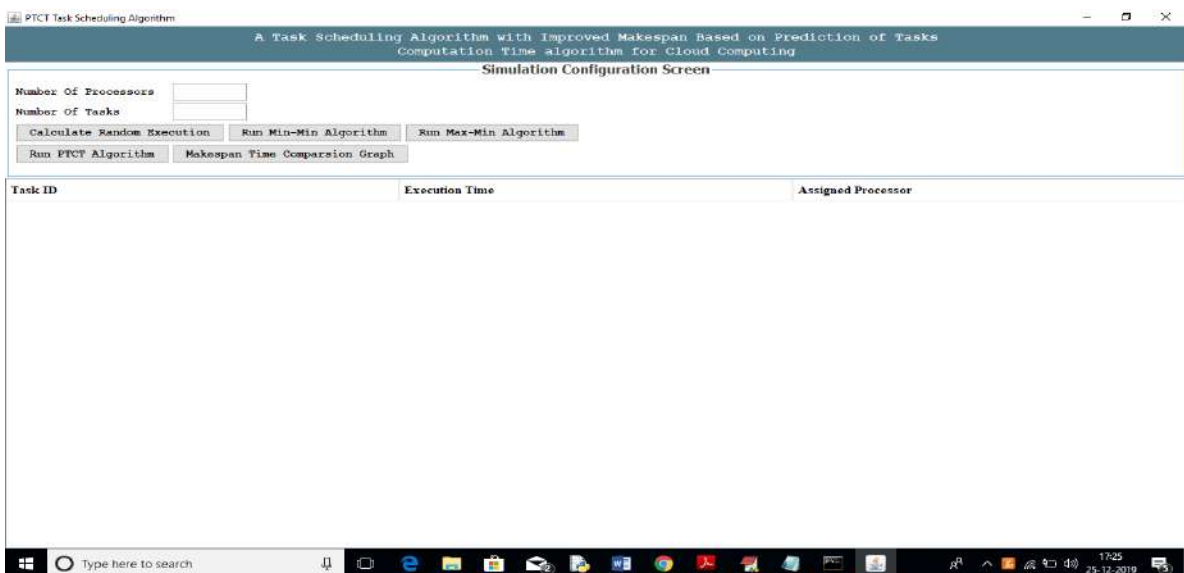 PTCT Task Scheduling Algorithm
A Task Scheduling Algorithm with Improved Makespan Based on Prediction of Tasks
Computation Time algorithm for Cloud Computing
Simulation Configuration Screen
Number Of Processors
Number Of Tasks
Calculate Random Execution Run Min-Min Algorithm Run Max-Min Algorithm
Run PTCT Algorithm Makespan Time Comparsion Graph
Task ID Execution Time Assigned Processor
Type here to search
17:25
25-12-2019